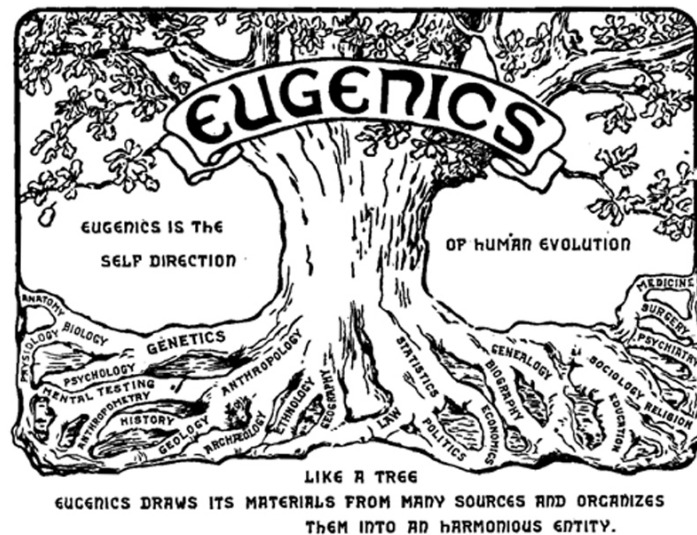 EUGENICS
EUGENICS IS THE
SELF DIRECTION
OF HUMAN EVOLUTION
ANATOMY
BIOLOGY
PHYSIOLOGY
GENETICS
PSYCHOLOGY
MENTAL TESTING
ANTHROPOMETRY
HISTORY
ANTHROPOLOGY
GEOLOGY
ARCHÆOLOGY
ETHNOLOGY
GEOGRAPHY
LAW
STATISTICS
POLITICS
ECONOMICS
BIOGRAPHY
GENEALOGY
EDUCATION
SOCIOLOGY
RELIGION
PSYCHIATR
SURGERY
MEDICINE
LIKE A TREE
EUGENICS DRAWS ITS MATERIALS FROM MANY SOURCES AND ORGANIZES
THEM INTO AN HARMONIOUS ENTITY.